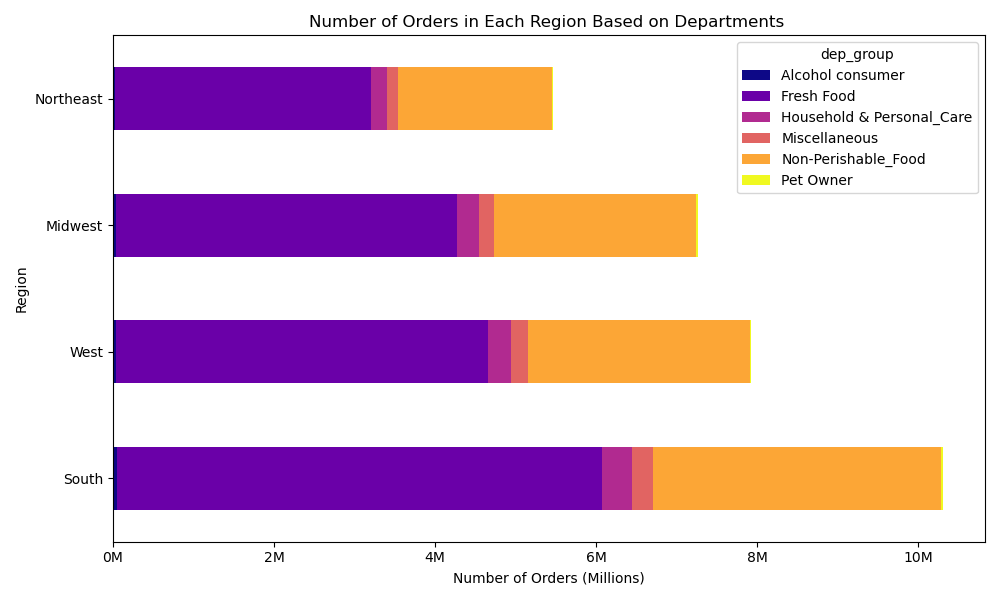 Number of Orders in Each Region Based on Departments
dep_group
Alcohol consumer
Fresh Food
Household & Personal_Care
Miscellaneous
Non-Perishable_Food
Pet Owner
Region
Northeast
Midwest
West
South
0M 2M 4M 6M 8M 10M
Number of Orders (Millions)